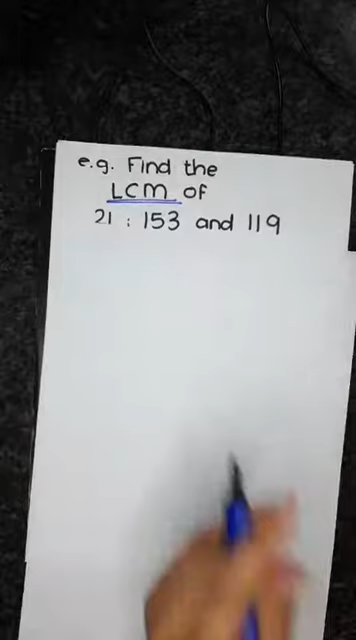 e.g. Find the
LCM of
21 : 153 and 119